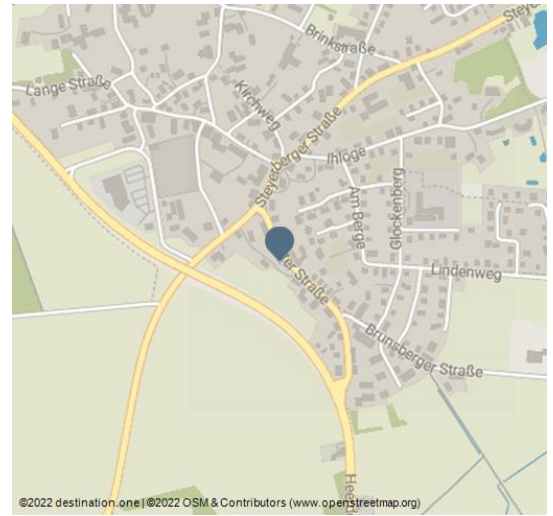 Brinkstraße
Steyer
Lange Straße
Kirchweg
Steyerberger Straße
Ihloge
Am Berge
Glockenberg
er Straße
Lindenweg
Brunsberger Straße
©2022 destination.one | ©2022 OSM & Contributors (www.openstreetmap.org)